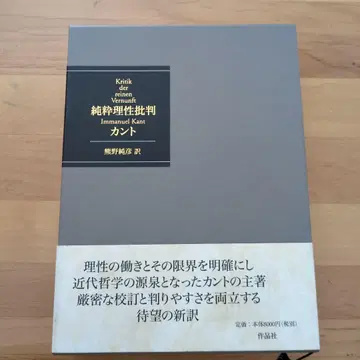 Kritik
der
reinen
Vernunft
純粋理性批判
Immanuel Kant
カント
熊野純彦 訳
理性の働きとその限界を明確にし
近代哲学の源泉となったカントの主著
厳密な校訂と判りやすさを両立する
待望の新訳
定価:本体8000円(税別)
作品社